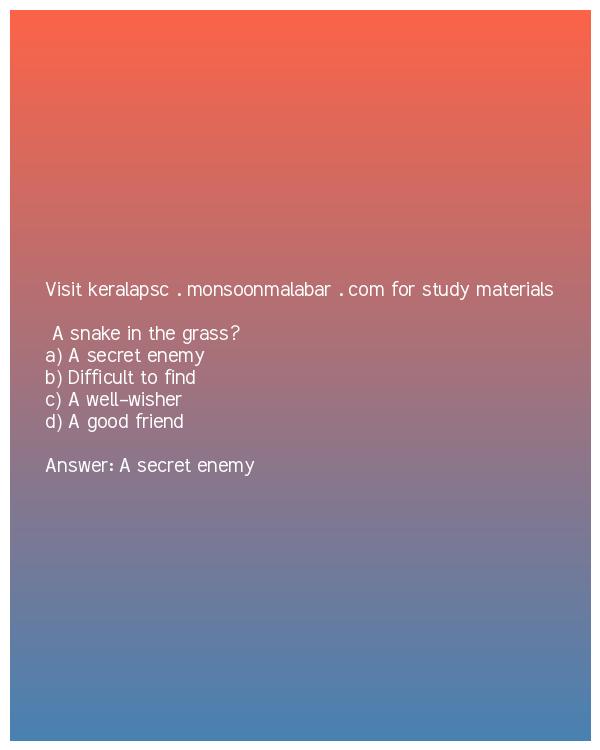 Visit keralapsc . monsoonmalabar . com for study materials
A snake in the grass?
a) A secret enemy
b) Difficult to find
c) A well-wisher
d) A good friend
Answer: A secret enemy